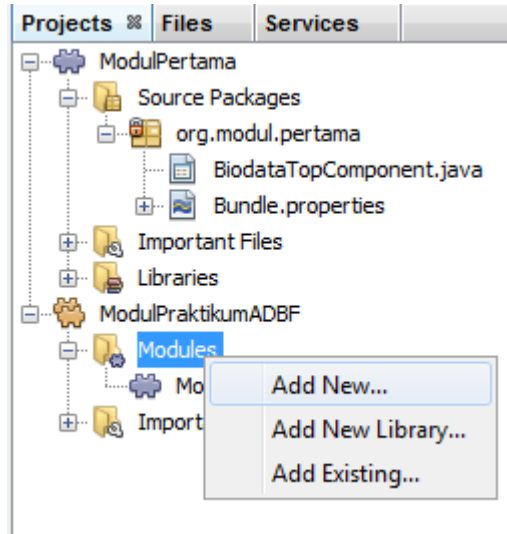 Projects Files Services
ModulPertama
Source Packages
org.modul.pertama
BiodataTopComponent.java
Bundle.properties
Important Files
Libraries
ModulPraktikumADBF
Modules
Mo
Import
Add New...
Add New Library...
Add Existing...